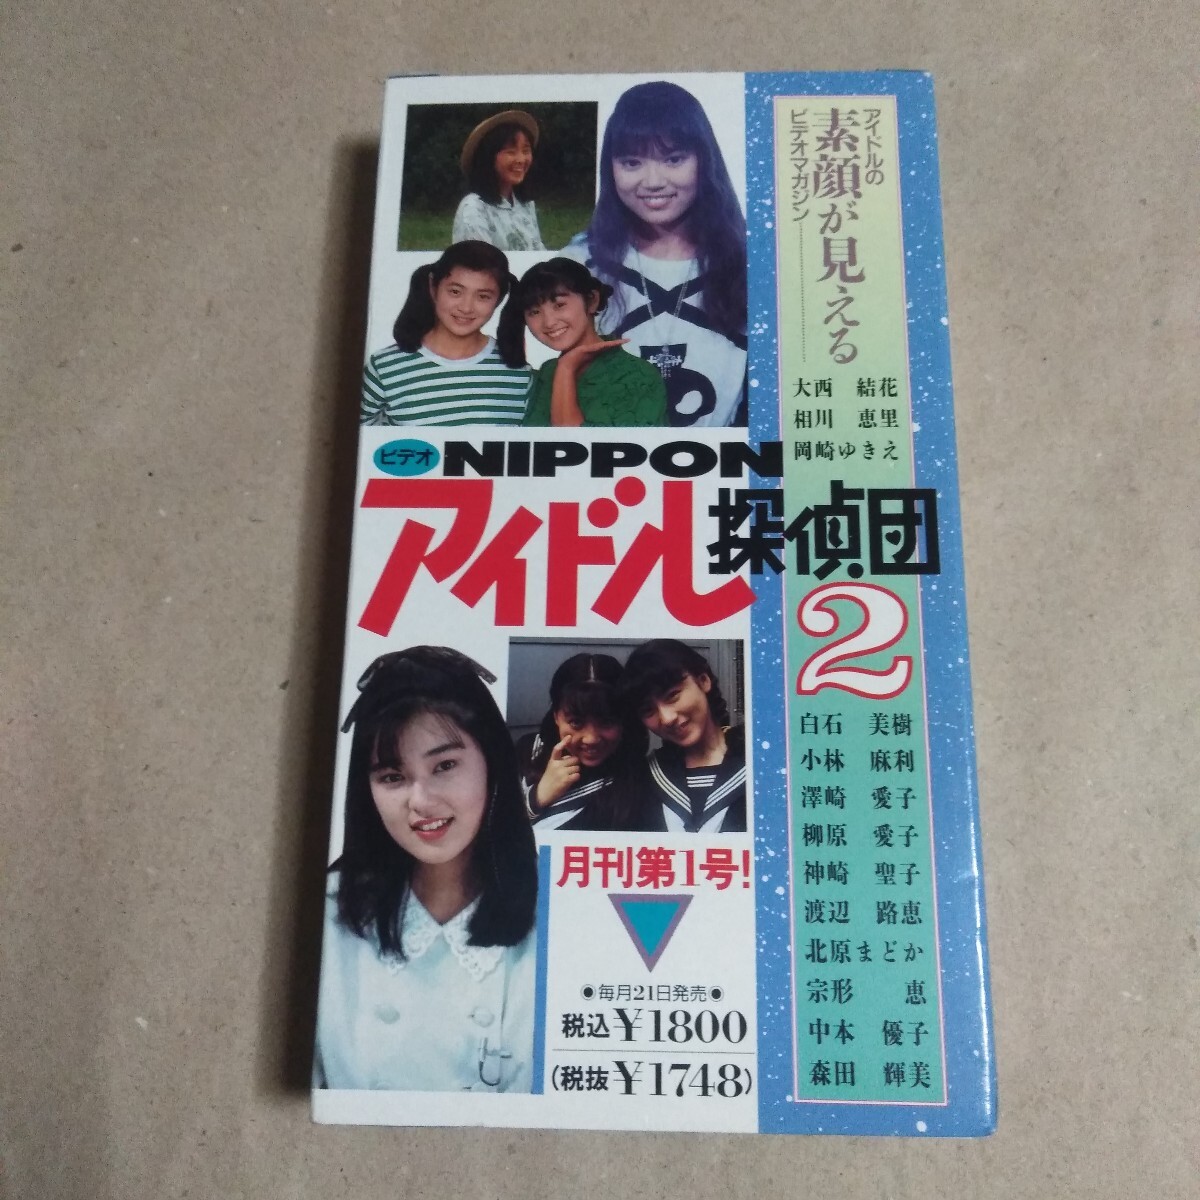 アイドルの
素顔が見える
ビデオマガジン
大西 結花
相川 恵里
岡崎ゆきえ
ビデオ NIPPON
アイドル探偵団
2
白石 美樹
小林 麻利
澤崎 愛子
柳原 愛子
神崎 聖子
渡辺 路恵
北原まどか
宗形 恵
中本 優子
森田 輝美
月刊第1号!
●毎月21日発売●
税込¥1800
(税抜¥1748)